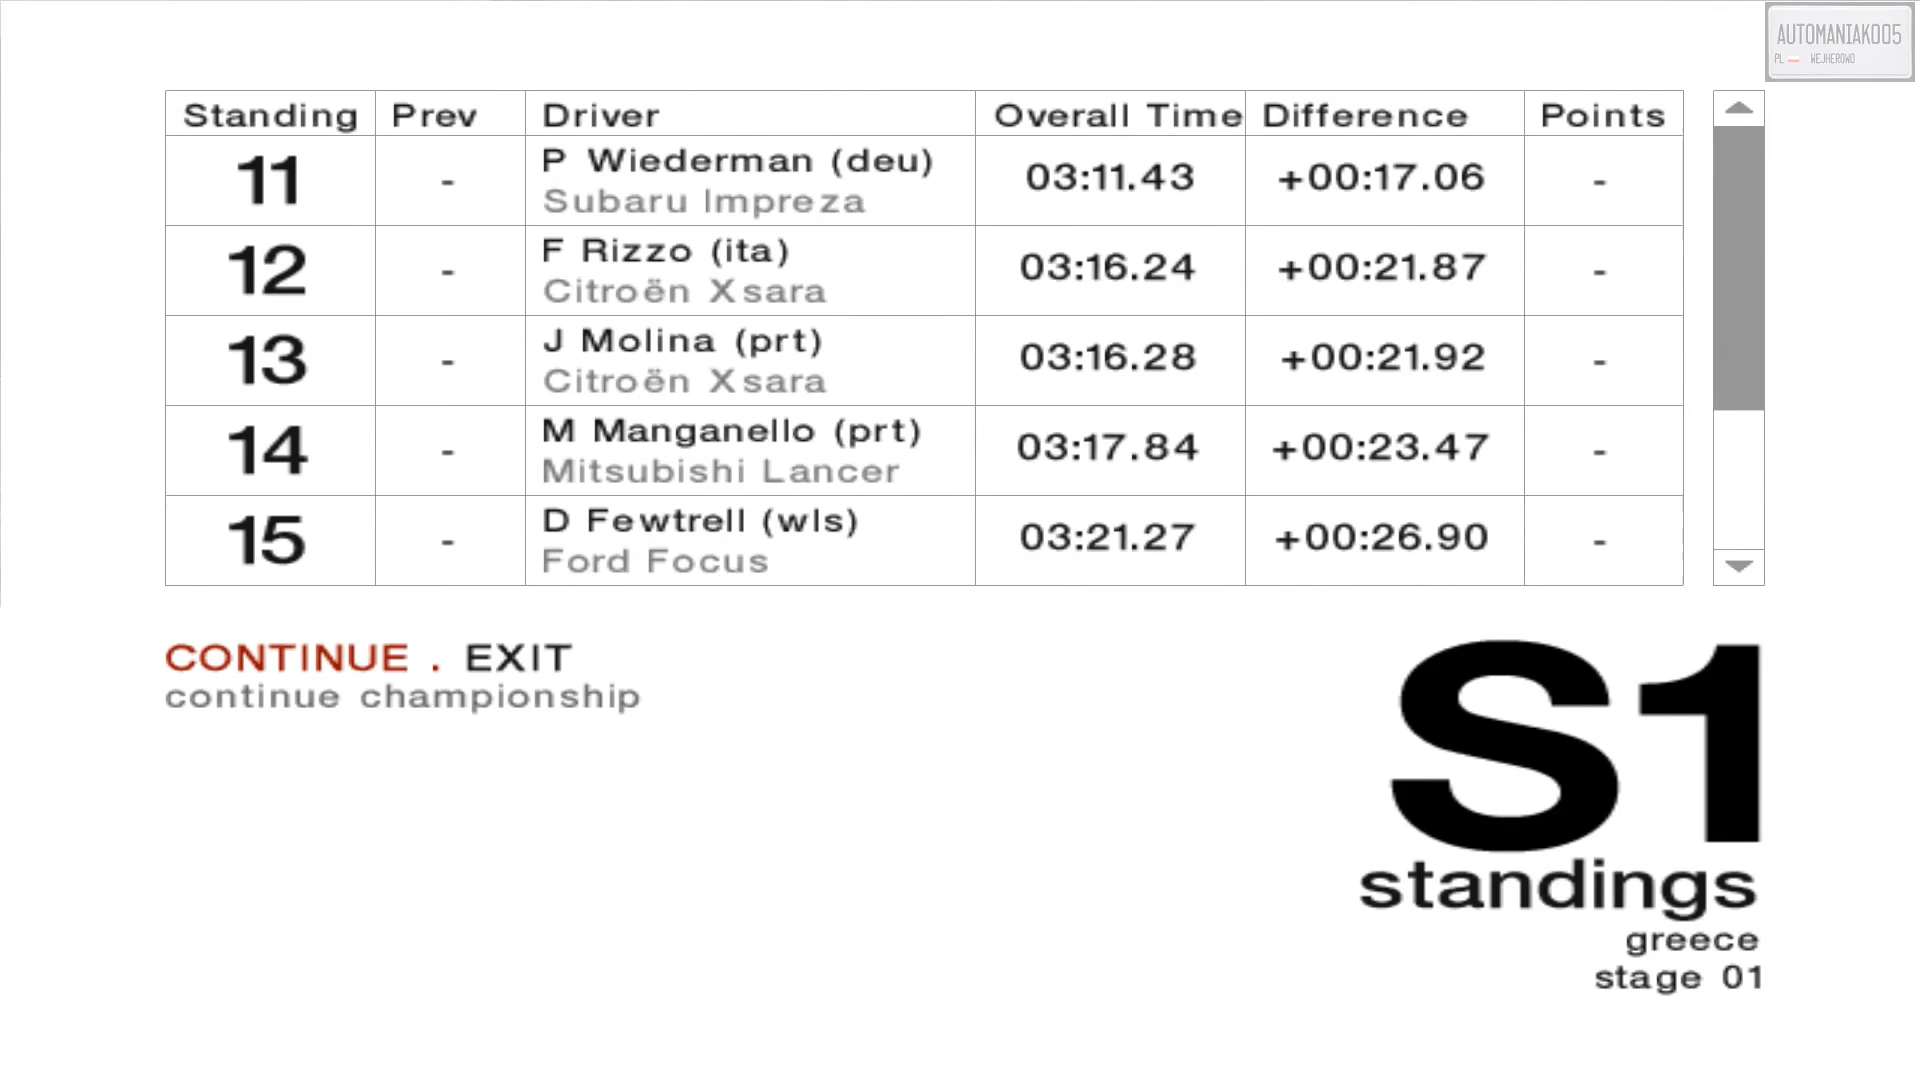 AUTOMANIAK005
PL WEJHEROWO
Standing Prev Driver Overall Time Difference Points
11 - P Wiederman (deu) 03:11.43 +00:17.06 -
Subaru Impreza
12 - F Rizzo (ita) 03:16.24 +00:21.87 -
Citroën Xsara
13 - J Molina (prt) 03:16.28 +00:21.92 -
Citroën Xsara
14 - M Manganello (prt) 03:17.84 +00:23.47 -
Mitsubishi Lancer
15 - D Fewtrell (wls) 03:21.27 +00:26.90 -
Ford Focus
CONTINUE . EXIT
continue championship
S1
standings
greece
stage 01